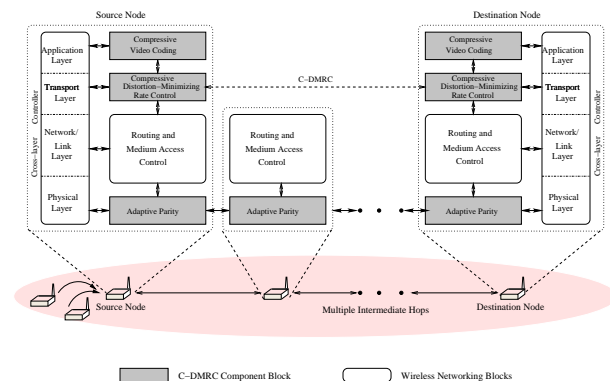 Source Node
Destination Node
Cross-layer Controller
Application
Layer
Transport
Layer
Network/
Link
Layer
Physical
Layer
Compressive
Video Coding
Compressive
Distortion-Minimizing
Rate Control
Routing and
Medium Access
Control
Adaptive Parity
Routing and
Medium Access
Control
Adaptive Parity
C-DMRC
Compressive
Video Coding
Compressive
Distortion-Minimizing
Rate Control
Routing and
Medium Access
Control
Adaptive Parity
Application
Layer
Transport
Layer
Network/
Link
Layer
Physical
Layer
Cross-layer Controller
Source Node
Multiple Intermediate Hops
Destination Node
C-DMRC Component Block
Wireless Networking Blocks